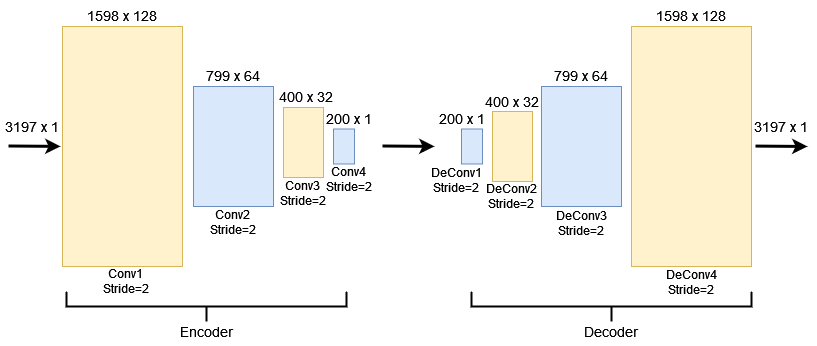 1598 x 128
799 x 64
400 x 32
200 x 1
3197 x 1
Conv1
Stride=2
Conv2
Stride=2
Conv3
Stride=2
Conv4
Stride=2
Encoder
1598 x 128
799 x 64
400 x 32
200 x 1
3197 x 1
DeConv1
Stride=2
DeConv2
Stride=2
DeConv3
Stride=2
DeConv4
Stride=2
Decoder